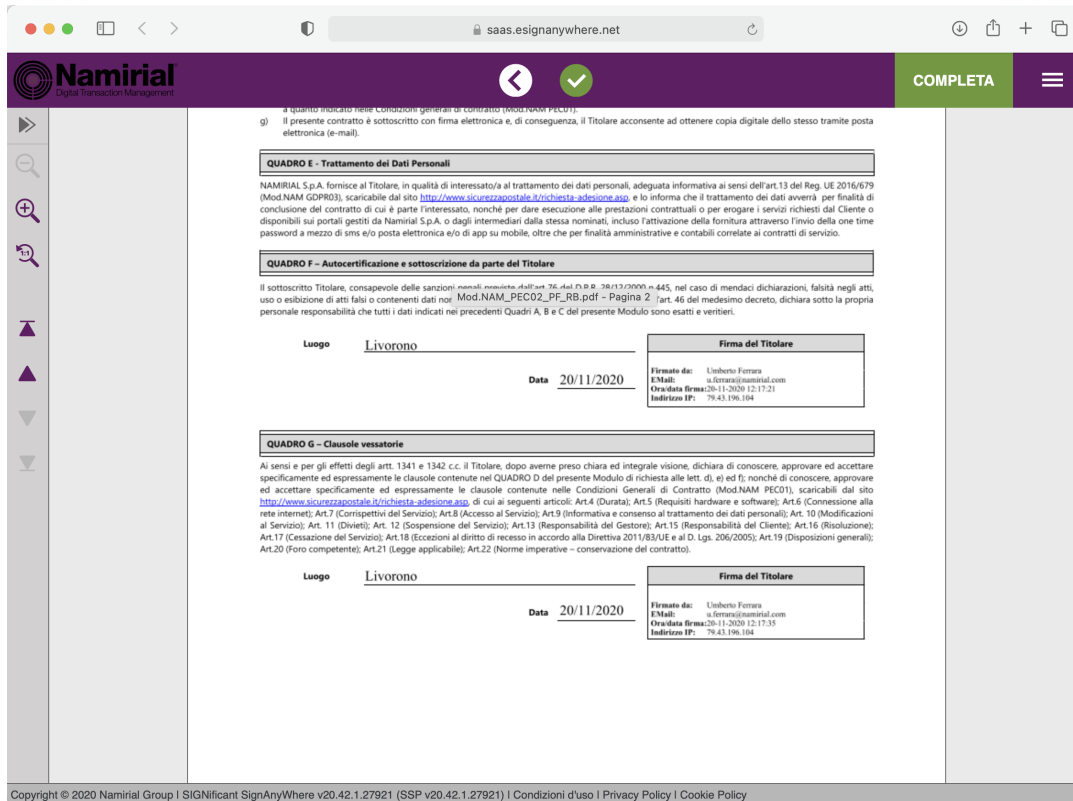 saas.esignanywhere.net
Namirial
Digital Transaction Management
COMPLETA
a quanto indicato nelle Condizioni generali di contratto (Mod.NAM PEC01).
g) Il presente contratto è sottoscritto con firma elettronica e, di conseguenza, il Titolare acconsente ad ottenere copia digitale dello stesso tramite posta
elettronica (e-mail).
QUADRO E - Trattamento dei Dati Personali
NAMIRIAL S.p.A. fornisce al Titolare, in qualità di interessato/a al trattamento dei dati personali, adeguata informativa ai sensi dell'art.13 del Reg. UE 2016/679
(Mod.NAM GDPR03), scaricabile dal sito http://www.sicurezzapostale.it/richiesta-adesione.asp, e lo informa che il trattamento dei dati avverrà per finalità di
conclusione del contratto di cui è parte l'interessato, nonché per dare esecuzione alle prestazioni contrattuali o per erogare i servizi richiesti dal Cliente o
disponibili sui portali gestiti da Namirial S.p.A. o dagli intermediari dalla stessa nominati, incluso l'attivazione della fornitura attraverso l'invio della one time
password a mezzo di sms e/o posta elettronica e/o di app su mobile, oltre che per finalità amministrative e contabili correlate ai contratti di servizio.
QUADRO F – Autocertificazione e sottoscrizione da parte del Titolare
Il sottoscritto Titolare, consapevole delle sanzioni penali previste dall'art.76 del D.P.R. 28/12/2000 n.445, nel caso di mendaci dichiarazioni, falsità negli atti,
uso o esibizione di atti falsi o contenenti dati non Mod.NAM_PEC02_PF_RB.pdf - Pagina 2 'art. 46 del medesimo decreto, dichiara sotto la propria
personale responsabilità che tutti i dati indicati nei precedenti Quadri A, B e C del presente Modulo sono esatti e veritieri.
Luogo Livorono
Firma del Titolare
Data 20/11/2020
Firmato da: Umberto Ferrara
EMail: u.ferrara@namirial.com
Ora/data firma:20-11-2020 12:17:21
Indirizzo IP: 79.43.196.104
QUADRO G – Clausole vessatorie
Ai sensi e per gli effetti degli artt. 1341 e 1342 c.c. il Titolare, dopo averne preso chiara ed integrale visione, dichiara di conoscere, approvare ed accettare
specificamente ed espressamente le clausole contenute nel QUADRO D del presente Modulo di richiesta alle lett. d), e) ed f); nonché di conoscere, approvare
ed accettare specificamente ed espressamente le clausole contenute nelle Condizioni Generali di Contratto (Mod.NAM PEC01), scaricabili dal sito
http://www.sicurezzapostale.it/richiesta-adesione.asp, di cui ai seguenti articoli: Art.4 (Durata); Art.5 (Requisiti hardware e software); Art.6 (Connessione alla
rete internet); Art.7 (Corrispettivi del Servizio); Art.8 (Accesso al Servizio); Art.9 (Informativa e consenso al trattamento dei dati personali); Art. 10 (Modificazioni
al Servizio); Art. 11 (Divieti); Art. 12 (Sospensione del Servizio); Art.13 (Responsabilità del Gestore); Art.15 (Responsabilità del Cliente); Art.16 (Risoluzione);
Art.17 (Cessazione del Servizio); Art.18 (Eccezioni al diritto di recesso in accordo alla Direttiva 2011/83/UE e al D. Lgs. 206/2005); Art.19 (Disposizioni generali);
Art.20 (Foro competente); Art.21 (Legge applicabile); Art.22 (Norme imperative – conservazione del contratto).
Luogo Livorono
Firma del Titolare
Data 20/11/2020
Firmato da: Umberto Ferrara
EMail: u.ferrara@namirial.com
Ora/data firma:20-11-2020 12:17:35
Indirizzo IP: 79.43.196.104
Copyright © 2020 Namirial Group | SIGNificant SignAnyWhere v20.42.1.27921 (SSP v20.42.1.27921) | Condizioni d'uso | Privacy Policy | Cookie Policy